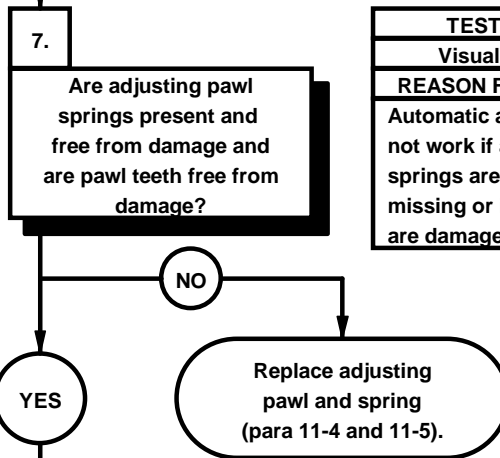 7.
Are adjusting pawl
springs present and
free from damage and
are pawl teeth free from
damage?
TEST
Visual
REASON
Automatic
not work if
springs are
missing or
are
NO
YES
Replace adjusting
pawl and spring
(para 11-4 and 11-5).